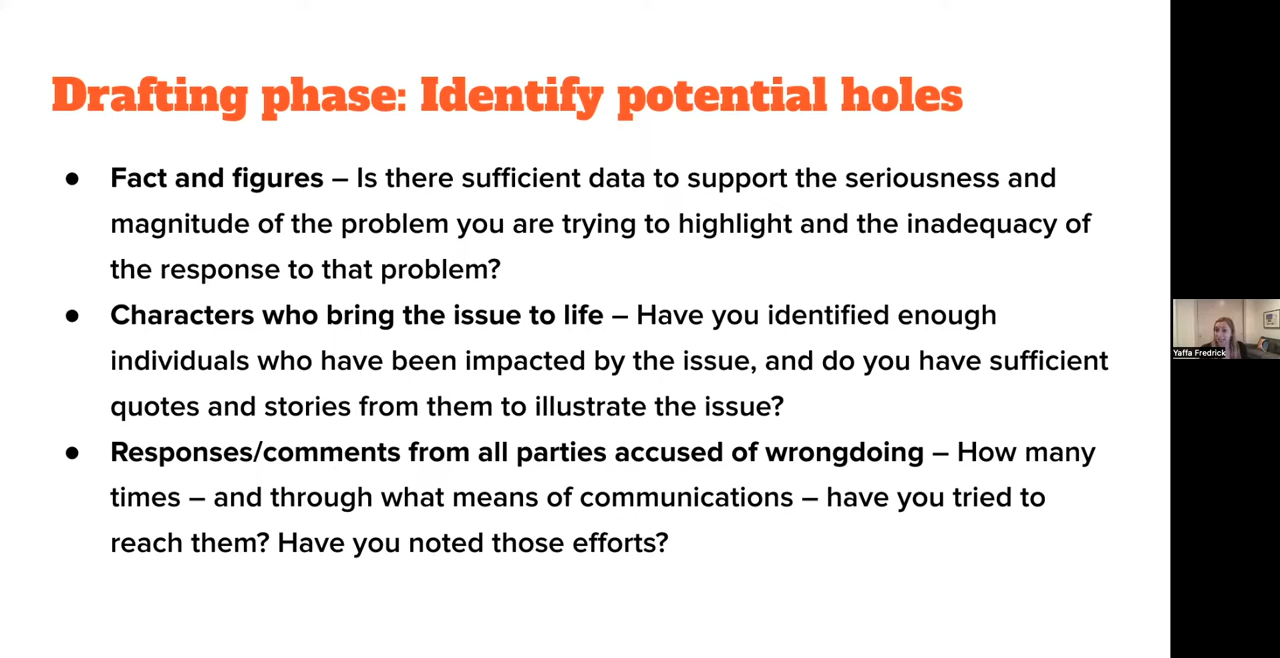 Drafting phase: Identify potential holes
● Fact and figures – Is there sufficient data to support the seriousness and
magnitude of the problem you are trying to highlight and the inadequacy of
the response to that problem?
● Characters who bring the issue to life – Have you identified enough
individuals who have been impacted by the issue, and do you have sufficient
quotes and stories from them to illustrate the issue?
● Responses/comments from all parties accused of wrongdoing – How many
times – and through what means of communications – have you tried to
reach them? Have you noted those efforts?
Yaffa Fredrick